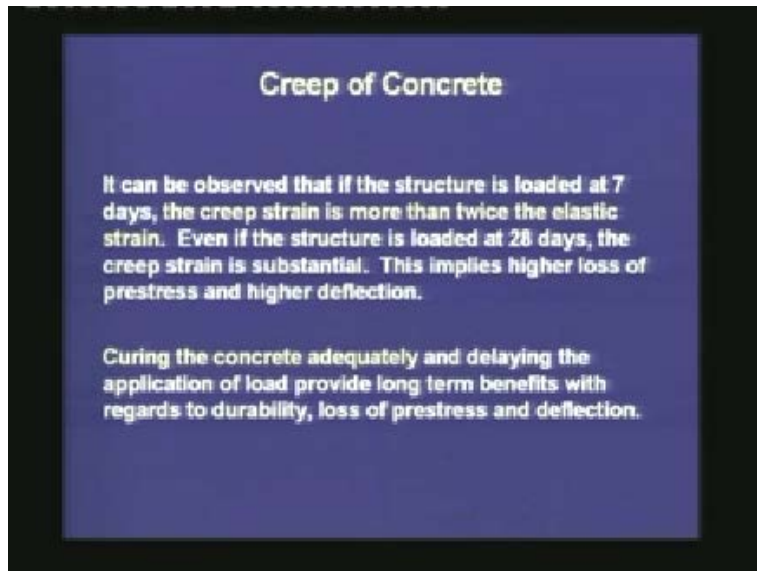 Creep of Concrete
It can be observed that if the structure is loaded at 7
days, the creep strain is more than twice the elastic
strain. Even if the structure is loaded at 28 days, the
creep strain is substantial. This implies higher loss of
prestress and higher deflection.
Curing the concrete adequately and delaying the
application of load provide long term benefits with
regards to durability, loss of prestress and deflection.